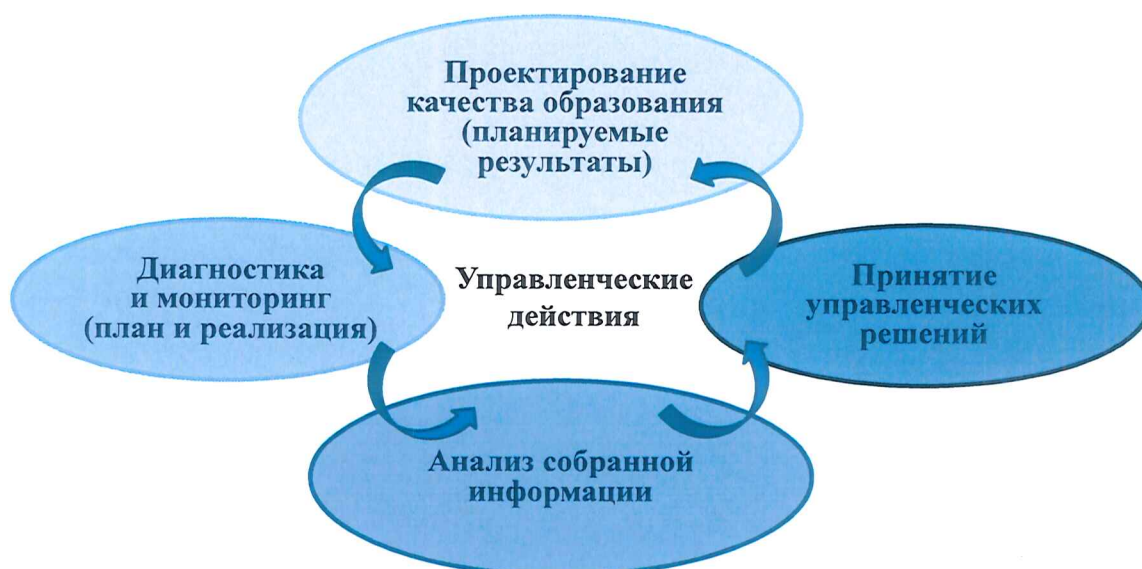 Проектирование
качества образования
(планируемые
результаты)
Диагностика
и мониторинг
(план и реализация)
Управленческие
действия
Принятие
управленческих
решений
Анализ собранной
информации